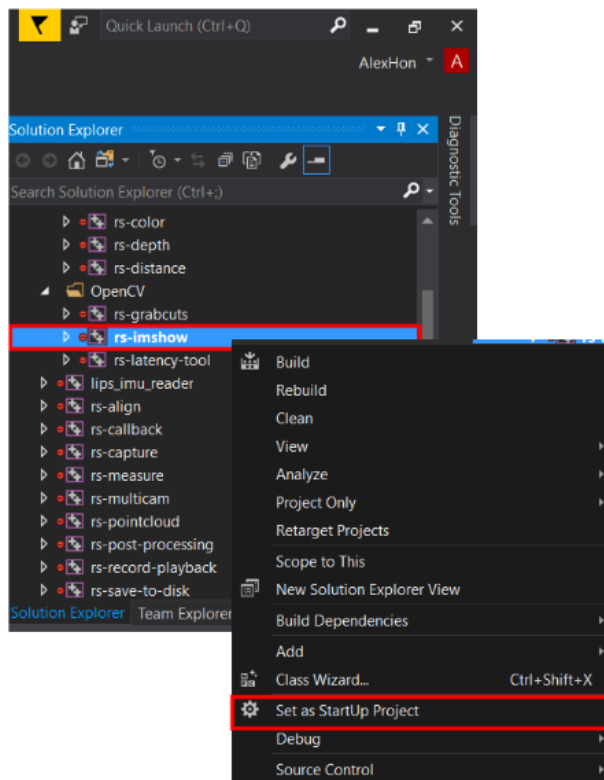 Quick Launch (Ctrl+Q)
AlexHon
A
Solution Explorer
Diagnostic Tools
Search Solution Explorer (Ctrl+;)
rs-color
rs-depth
rs-distance
OpenCV
rs-grabcuts
rs-imshow
rs-latency-tool
lips_imu_reader
rs-align
rs-callback
rs-capture
rs-measure
rs-multicam
rs-pointcloud
rs-post-processing
rs-record-playback
rs-save-to-disk
Solution Explorer
Team Explorer
Build
Rebuild
Clean
View
Analyze
Project Only
Retarget Projects
Scope to This
New Solution Explorer View
Build Dependencies
Add
Class Wizard... Ctrl+Shift+X
Set as StartUp Project
Debug
Source Control